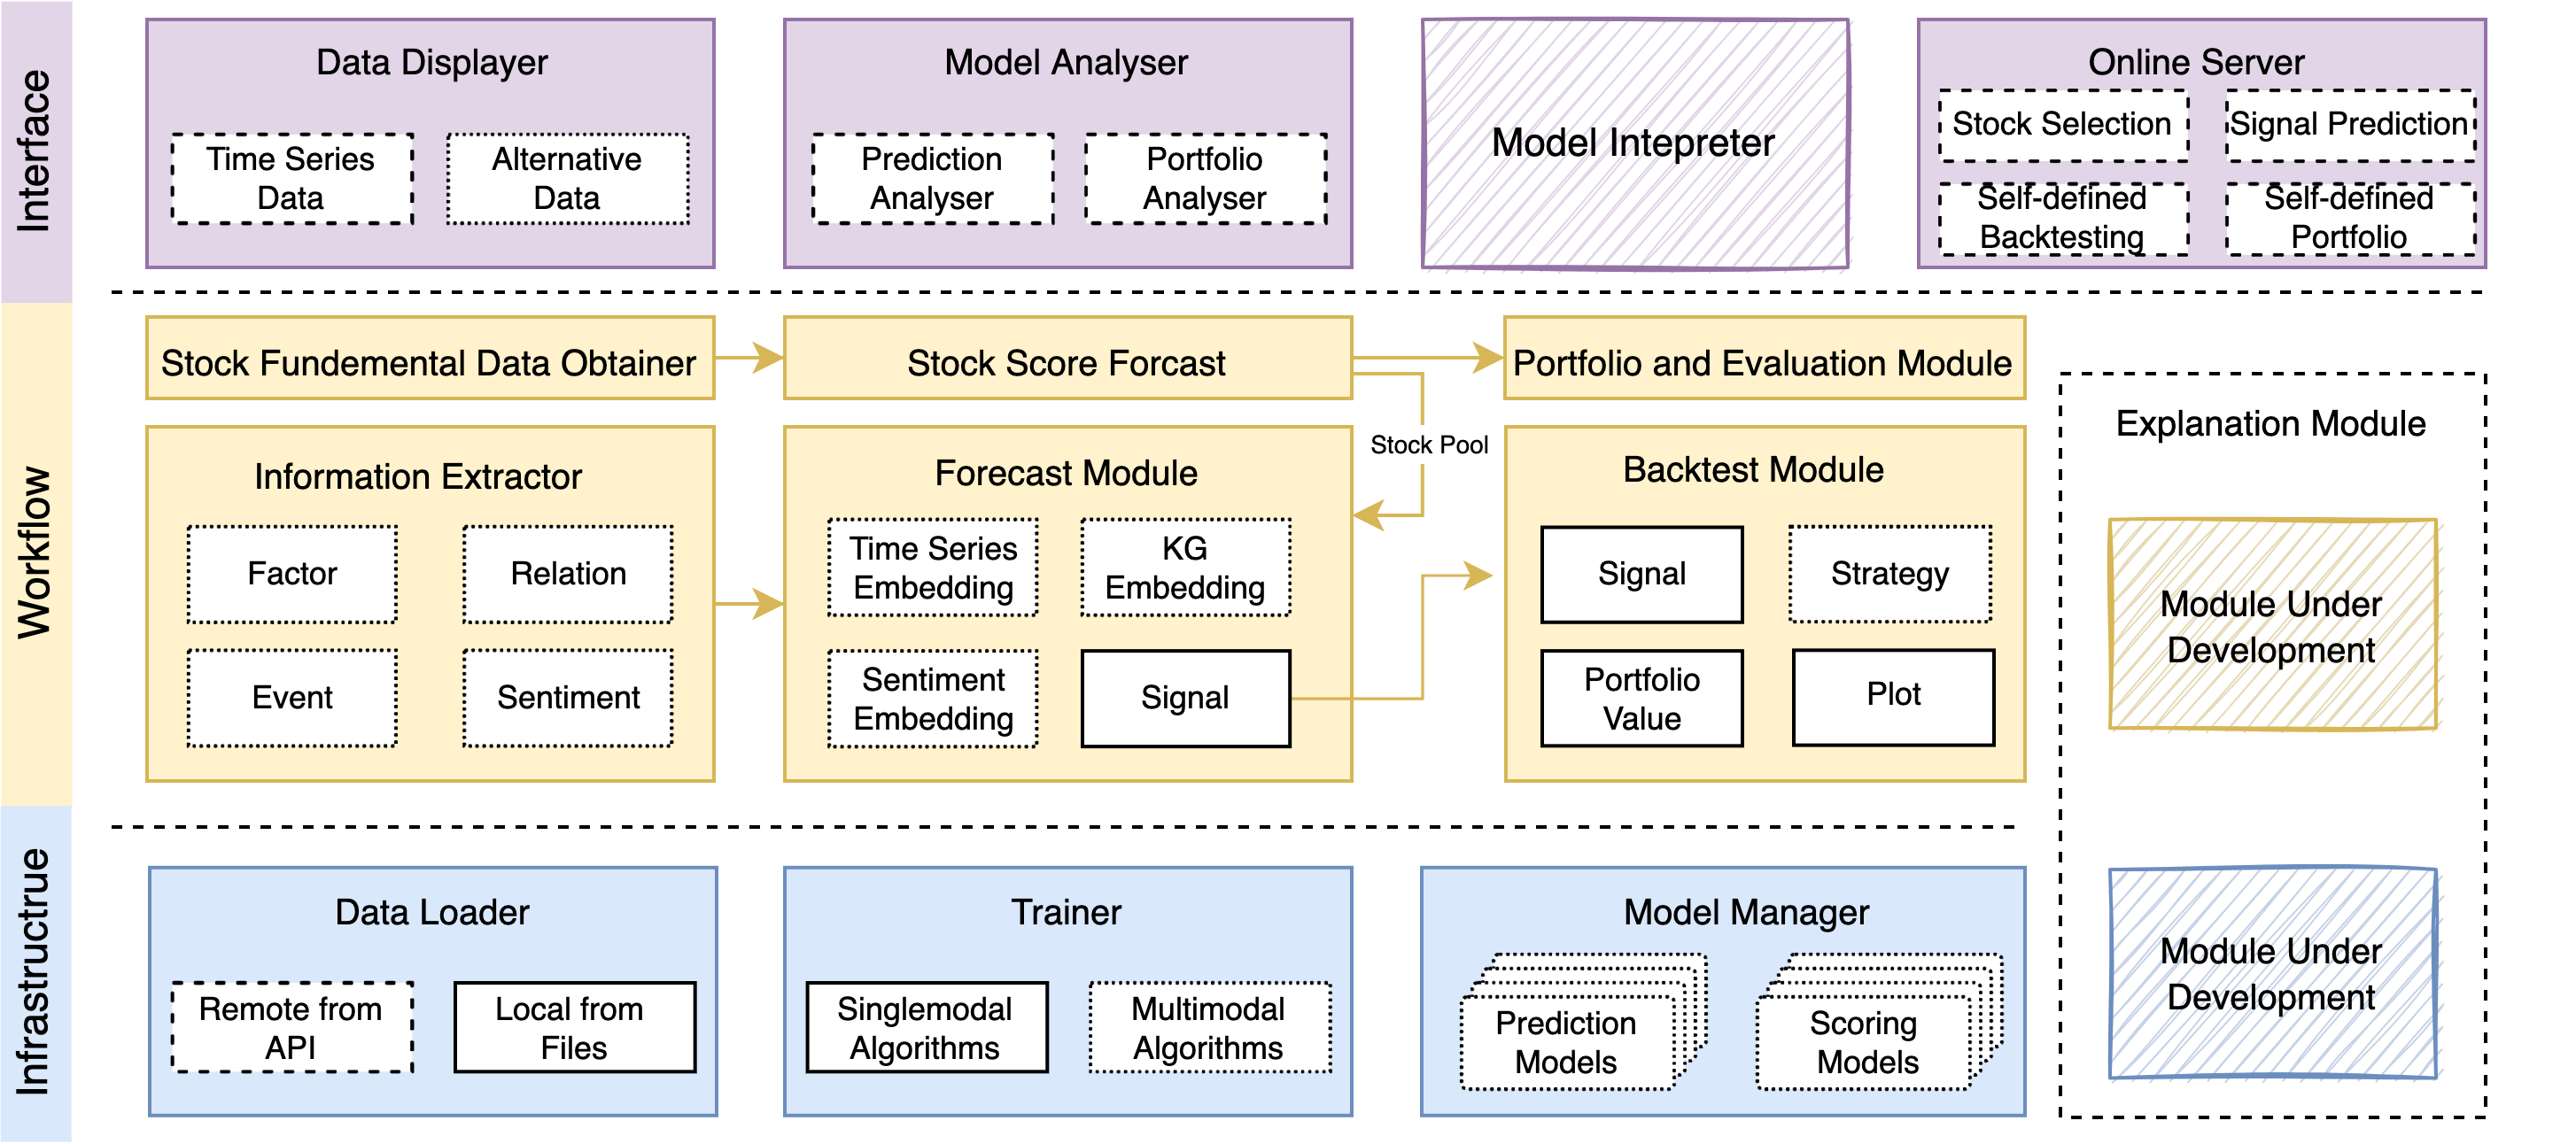 Interface
Data Displayer
Time Series
Data
Alternative
Data
Model Analyser
Prediction
Analyser
Portfolio
Analyser
Model Intepreter
Online Server
Stock Selection
Signal Prediction
Self-defined
Backtesting
Self-defined
Portfolio
Workflow
Stock Fundemental Data Obtainer
Stock Score Forcast
Portfolio and Evaluation Module
Stock Pool
Information Extractor
Factor
Relation
Event
Sentiment
Forecast Module
Time Series
Embedding
KG
Embedding
Sentiment
Embedding
Signal
Backtest Module
Signal
Strategy
Portfolio
Value
Plot
Explanation Module
Module Under
Development
Module Under
Development
Infrastructrue
Data Loader
Remote from
API
Local from
Files
Trainer
Singlemodal
Algorithms
Multimodal
Algorithms
Model Manager
Prediction
Models
Scoring
Models